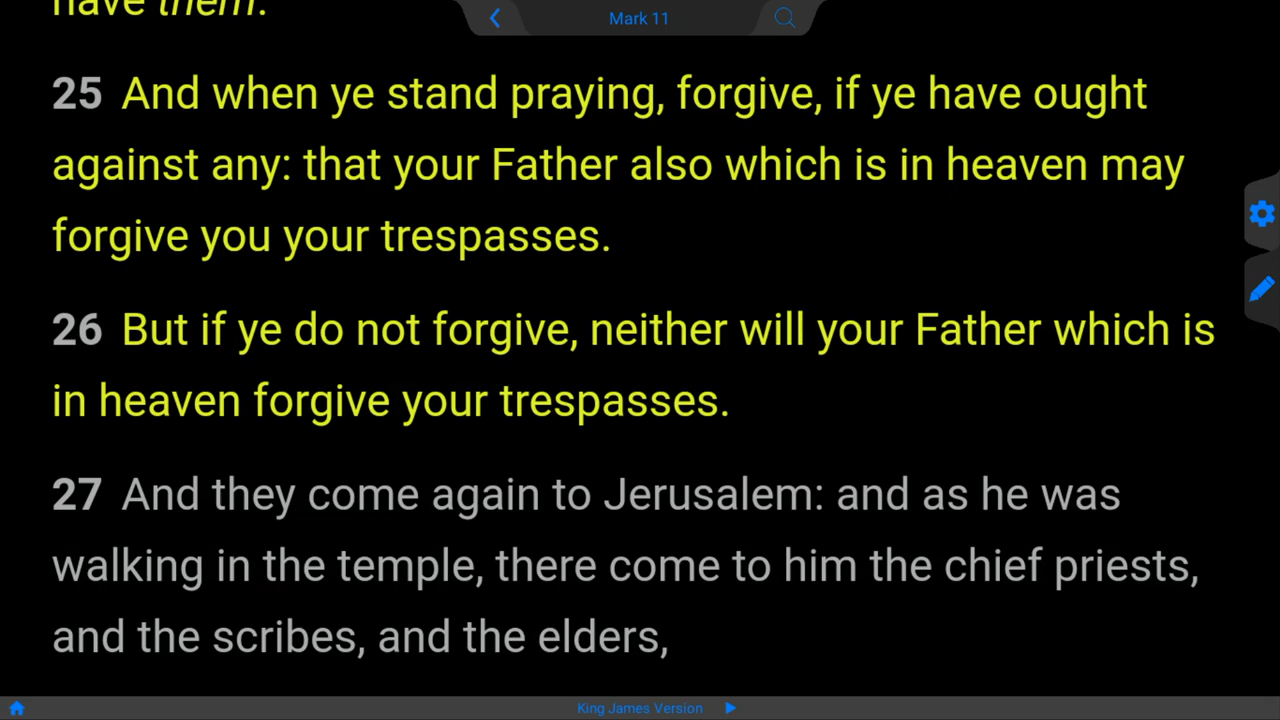 have them.
Mark 11
25 And when ye stand praying, forgive, if ye have ought
against any: that your Father also which is in heaven may
forgive you your trespasses.
26 But if ye do not forgive, neither will your Father which is
in heaven forgive your trespasses.
27 And they come again to Jerusalem: and as he was
walking in the temple, there come to him the chief priests,
and the scribes, and the elders,
King James Version